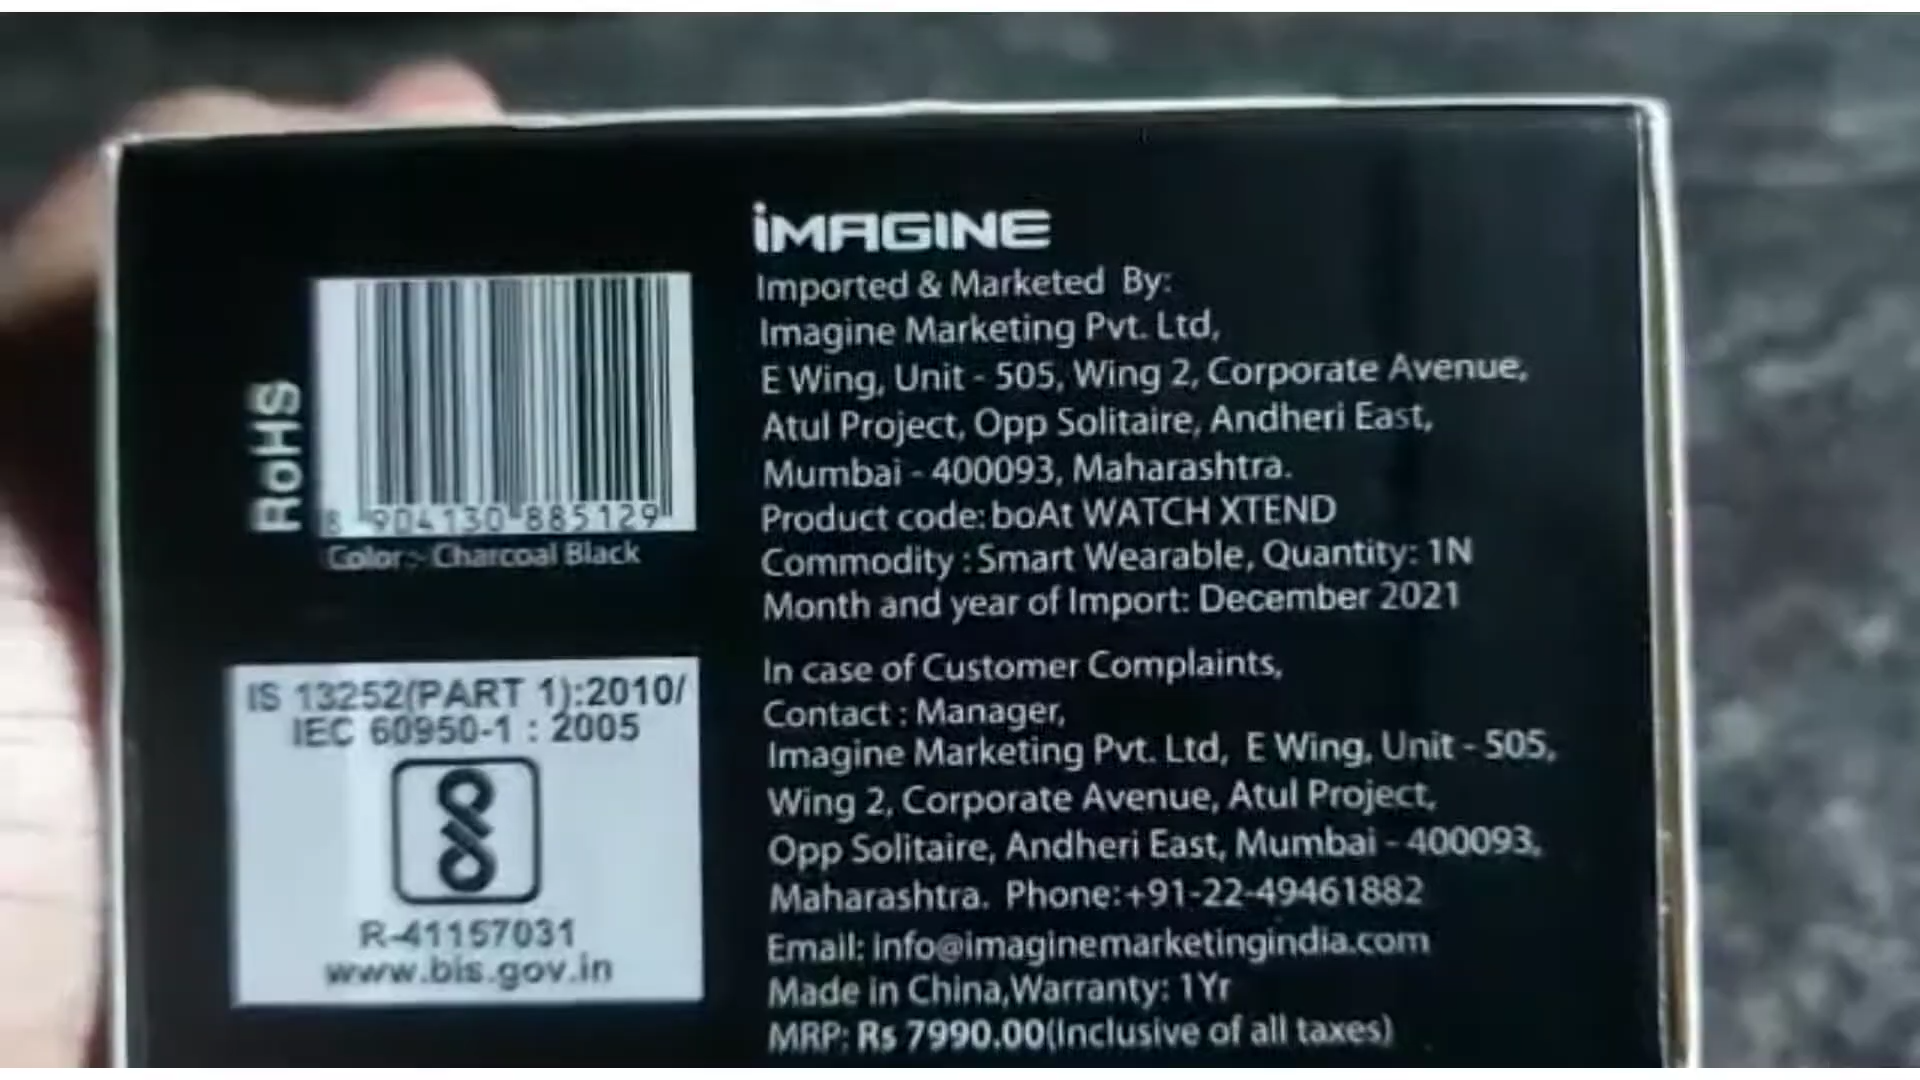 iMAGINE
Imported & Marketed By:
Imagine Marketing Pvt. Ltd,
E Wing, Unit - 505, Wing 2, Corporate Avenue,
Atul Project, Opp Solitaire, Andheri East,
Mumbai - 400093, Maharashtra.
Product code: boAt WATCH XTEND
Commodity : Smart Wearable, Quantity: 1N
Month and year of Import: December 2021
In case of Customer Complaints,
Contact : Manager,
Imagine Marketing Pvt. Ltd, E Wing, Unit - 505,
Wing 2, Corporate Avenue, Atul Project,
Opp Solitaire, Andheri East, Mumbai - 400093,
Maharashtra. Phone:+91-22-49461882
Email: info@imaginemarketingindia.com
Made in China,Warranty: 1Yr
MRP: Rs 7990.00(Inclusive of all taxes)
RoHS
8 904130 885129
Color :- Charcoal Black
IS 13252(PART 1):2010/
IEC 60950-1 : 2005
R-41157031
www.bis.gov.in